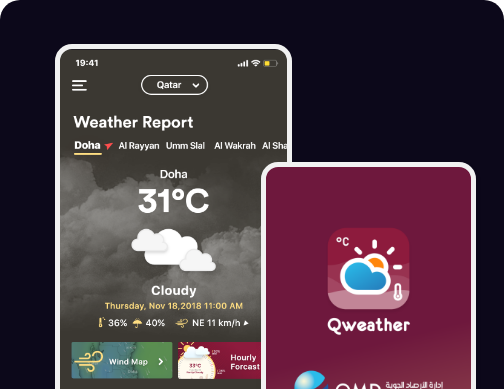 19:41
Qatar
Weather Report
Doha Al Rayyan Umm Slal Al Wakrah Al Sha
Doha
31°C
Cloudy
Thursday, Nov 18,2018 11:00 AM
36% 40% NE 11 km/h
Wind Map
Hourly
Forcast
33°C
°C
Qweather
إدارة الأرصاد الجوية
QMD